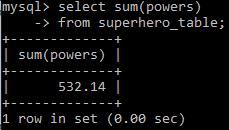 mysql> select sum(powers)
    -> from superhero_table;
+-------------+
| sum(powers) |
+-------------+
|      532.14 |
+-------------+
1 row in set (0.00 sec)